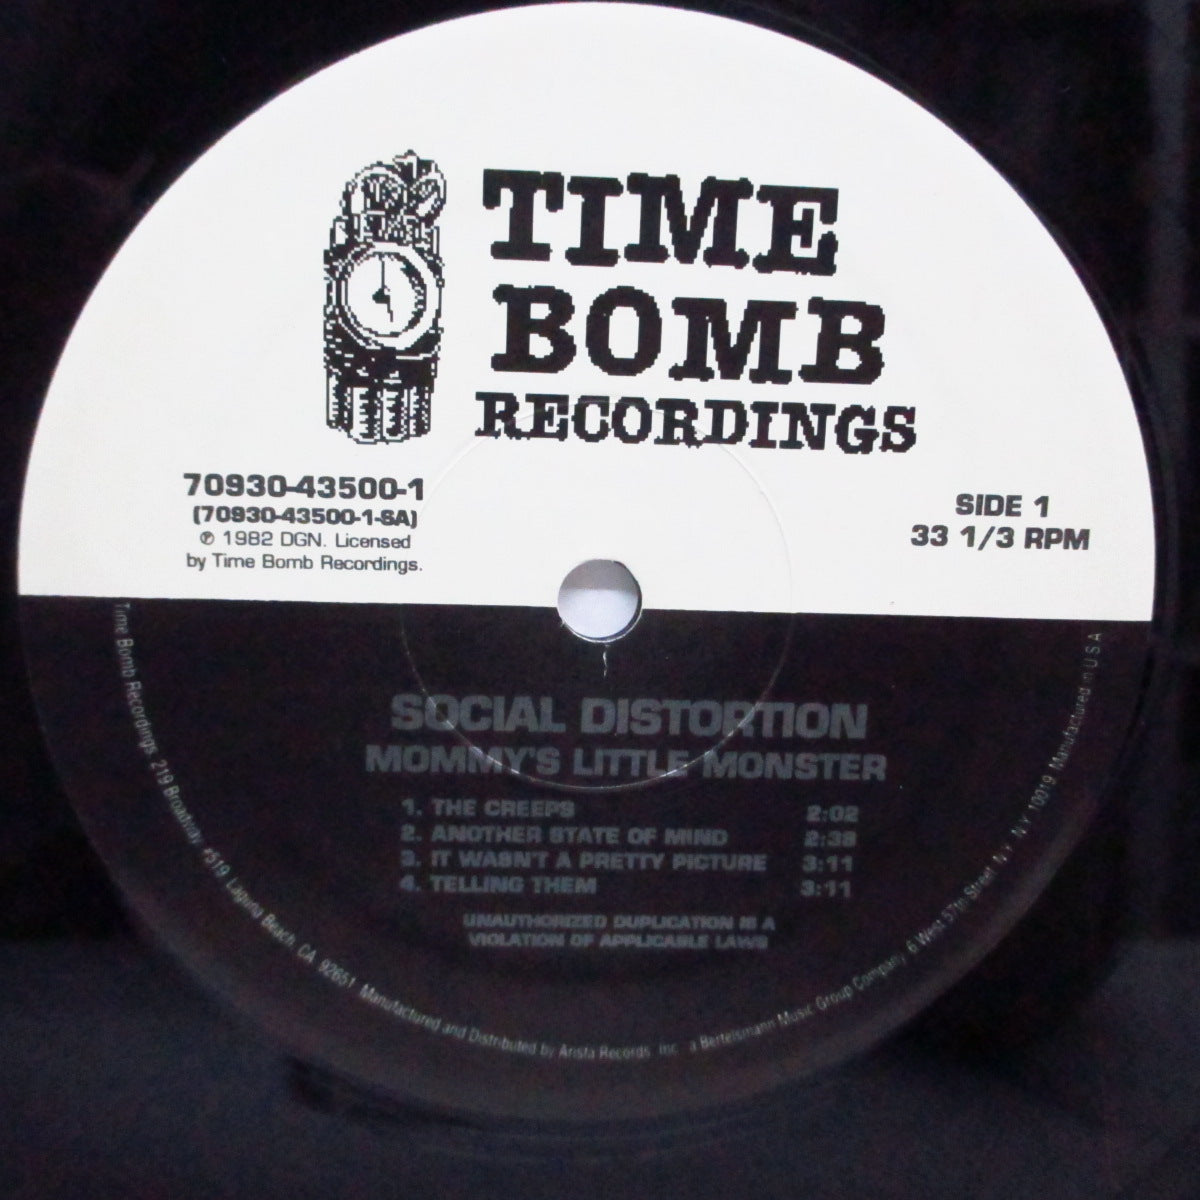 TIME
BOMB
RECORDINGS
70930-43500-1
(70930-43500-1-SA)
℗ 1982 DGN. Licensed
by Time Bomb Recordings.
SIDE 1
33 1/3 RPM
SOCIAL DISTORTION
MOMMY'S LITTLE MONSTER
1. THE CREEPS 2:02
2. ANOTHER STATE OF MIND 2:39
3. IT WASN'T A PRETTY PICTURE 3:11
4. TELLING THEM 3:11
UNAUTHORIZED DUPLICATION IS A
VIOLATION OF APPLICABLE LAWS
Time Bomb Recordings, 219 Broadway #519, Laguna Beach, CA 92651 Manufactured and Distributed by Arista Records, Inc., a Bertelsmann Music Group Company, 6 West 57th Street, NY, NY 10019 Manufactured in U.S.A.